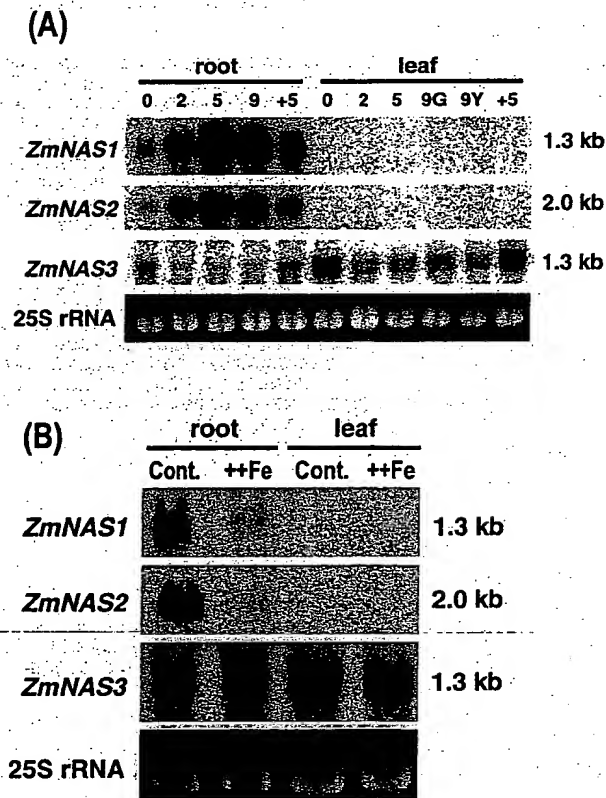 (A)
root leaf
0 2 5 9 +5 0 2 5 9G 9Y +5
ZmNAS1 1.3 kb
ZmNAS2 2.0 kb
ZmNAS3 1.3 kb
25S rRNA
(B)
root leaf
Cont. ++Fe Cont. ++Fe
ZmNAS1 1.3 kb
ZmNAS2 2.0 kb
ZmNAS3 1.3 kb
25S rRNA